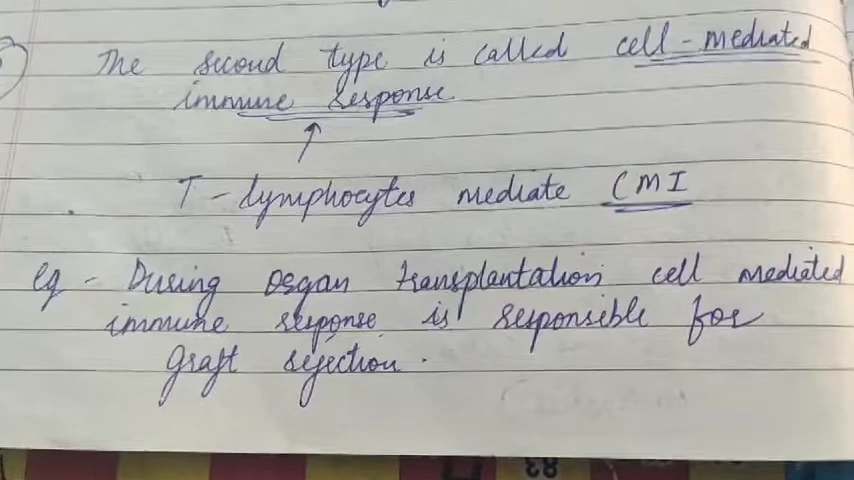 The second type is called cell-mediated
immune response
T-lymphocytes mediate CMI
eg - During organ transplantation cell mediated
immune response is responsible for
graft rejection.
83